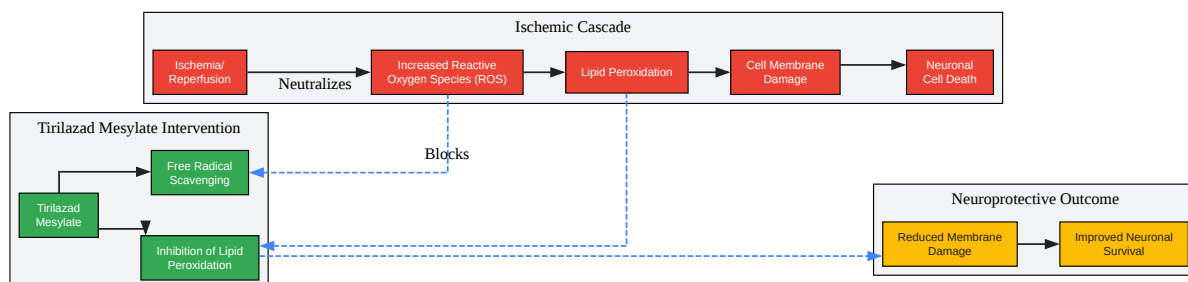 Ischemic Cascade
Ischemia/
Reperfusion
Neutralizes
Increased Reactive
Oxygen Species (ROS)
Lipid Peroxidation
Cell Membrane
Damage
Neuronal
Cell Death
Tirilazad Mesylate Intervention
Free Radical
Scavenging
Blocks
Tirilazad
Mesylate
Inhibition of Lipid
Peroxidation
Neuroprotective Outcome
Reduced Membrane
Damage
Improved Neuronal
Survival